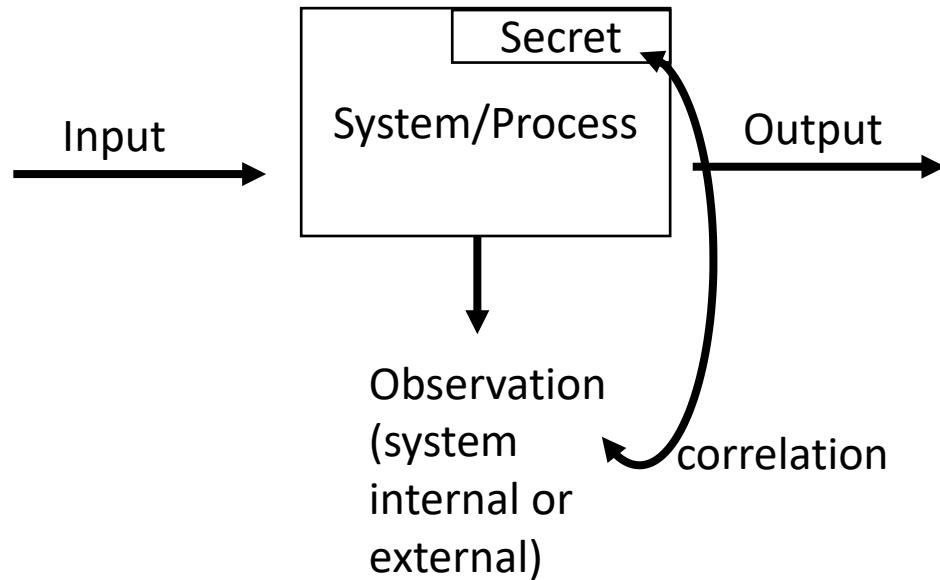 Secret
System/Process
Input
Output
Observation
(system
internal or
external)
correlation